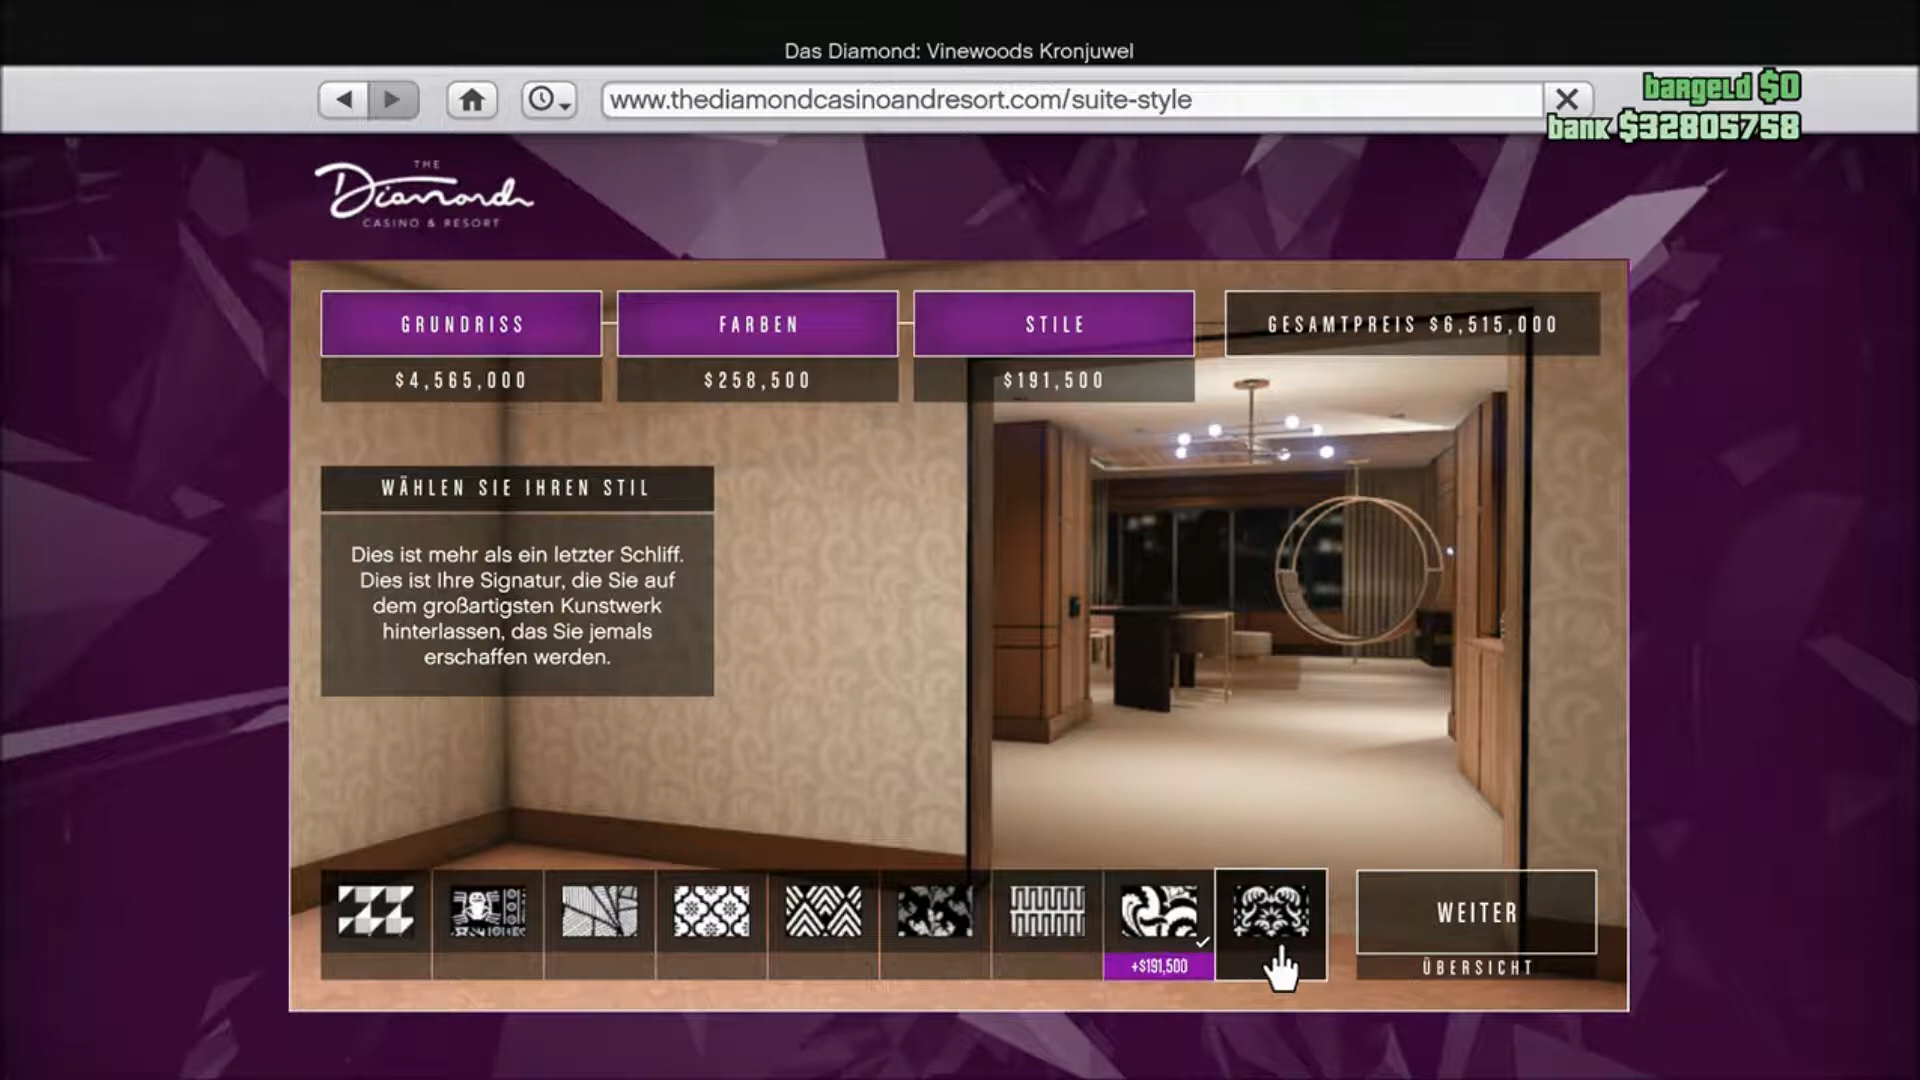 Das Diamond: Vinewoods Kronjuwel
www.thediamondcasinoandresort.com/suite-style
bargeld $0
bank $32805758
THE
Diamond
CASINO & RESORT
GRUNDRISS
FARBEN
STILE
GESAMTPREIS $6,515,000
$4,565,000
$258,500
$191,500
WÄHLEN SIE IHREN STIL
Dies ist mehr als ein letzter Schliff.
Dies ist Ihre Signatur, die Sie auf
dem großartigsten Kunstwerk
hinterlassen, das Sie jemals
erschaffen werden.
+$191,500
WEITER
ÜBERSICHT